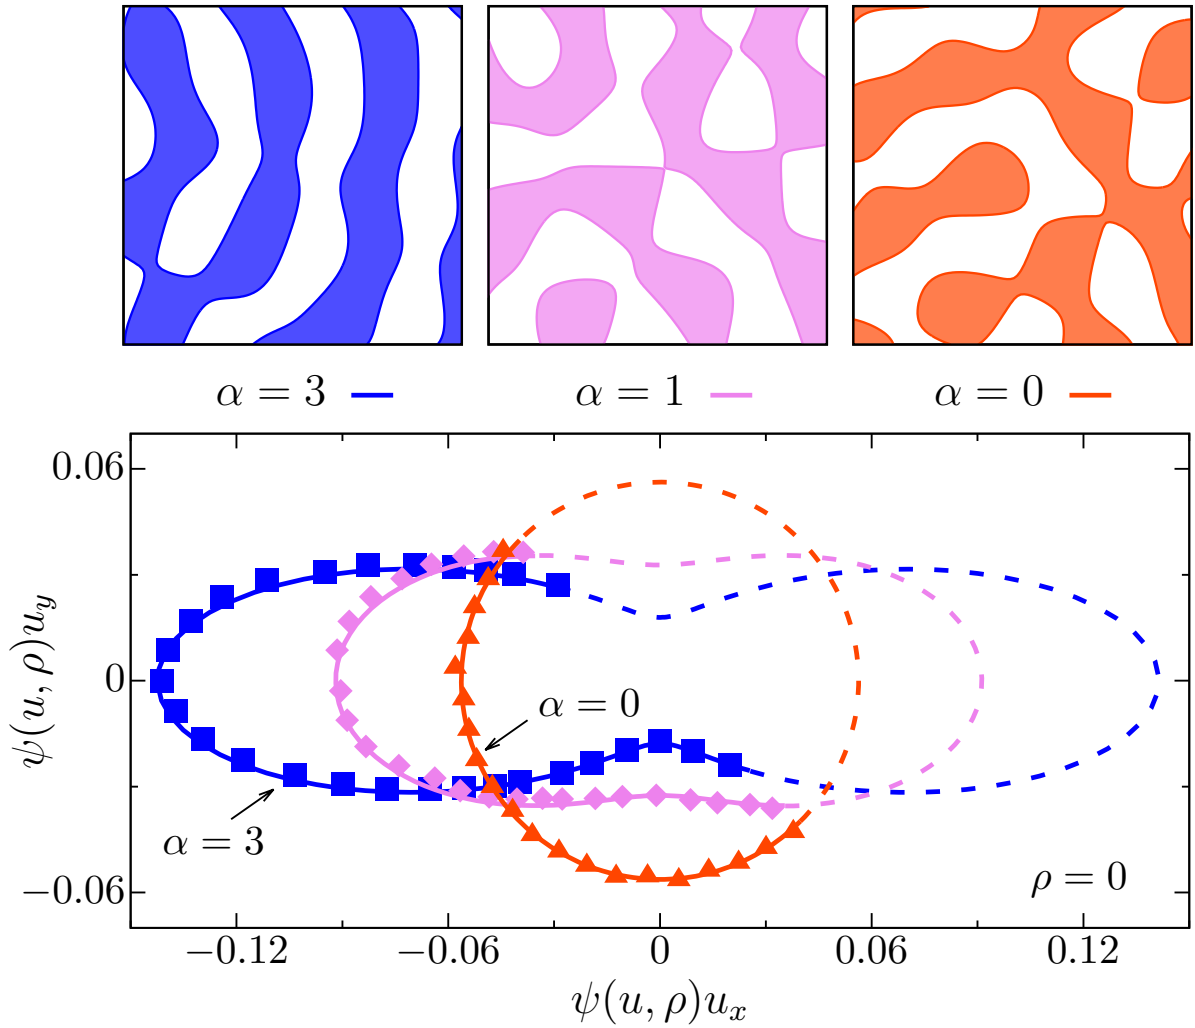 α = 3
α = 1
α = 0
0.06
0
−0.06
ψ(u, ρ)u_y
α = 0
α = 3
ρ = 0
−0.12
−0.06
0
0.06
0.12
ψ(u, ρ)u_x